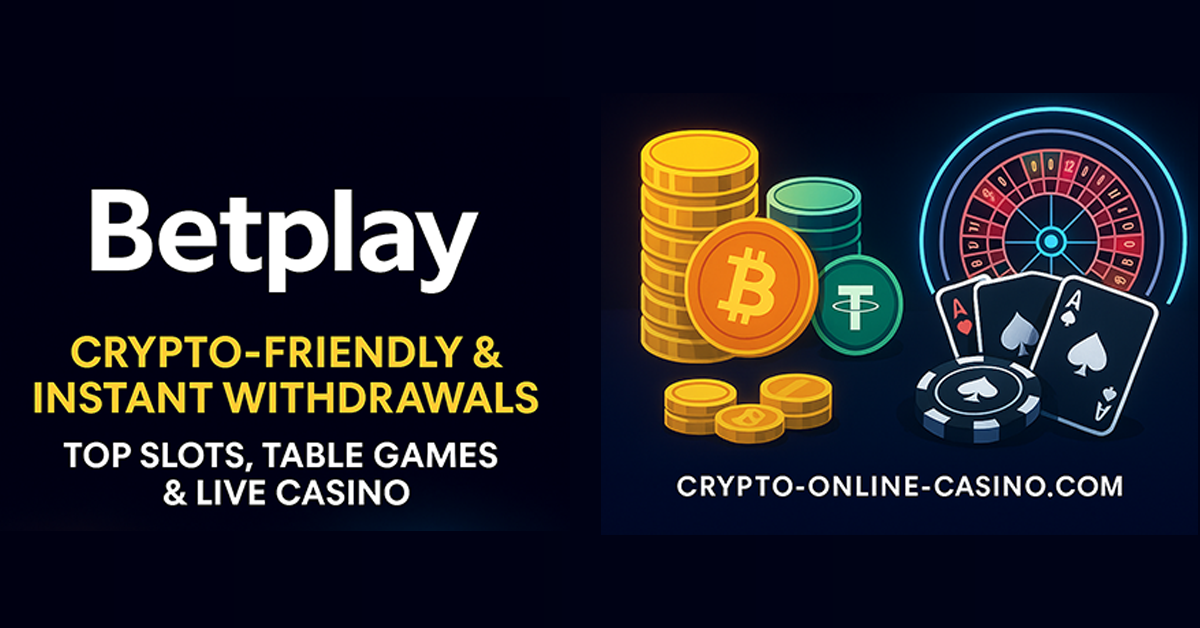 Betplay
CRYPTO-FRIENDLY &
INSTANT WITHDRAWALS
TOP SLOTS, TABLE GAMES
& LIVE CASINO
CRYPTO-ONLINE-CASINO.COM
A
A
A